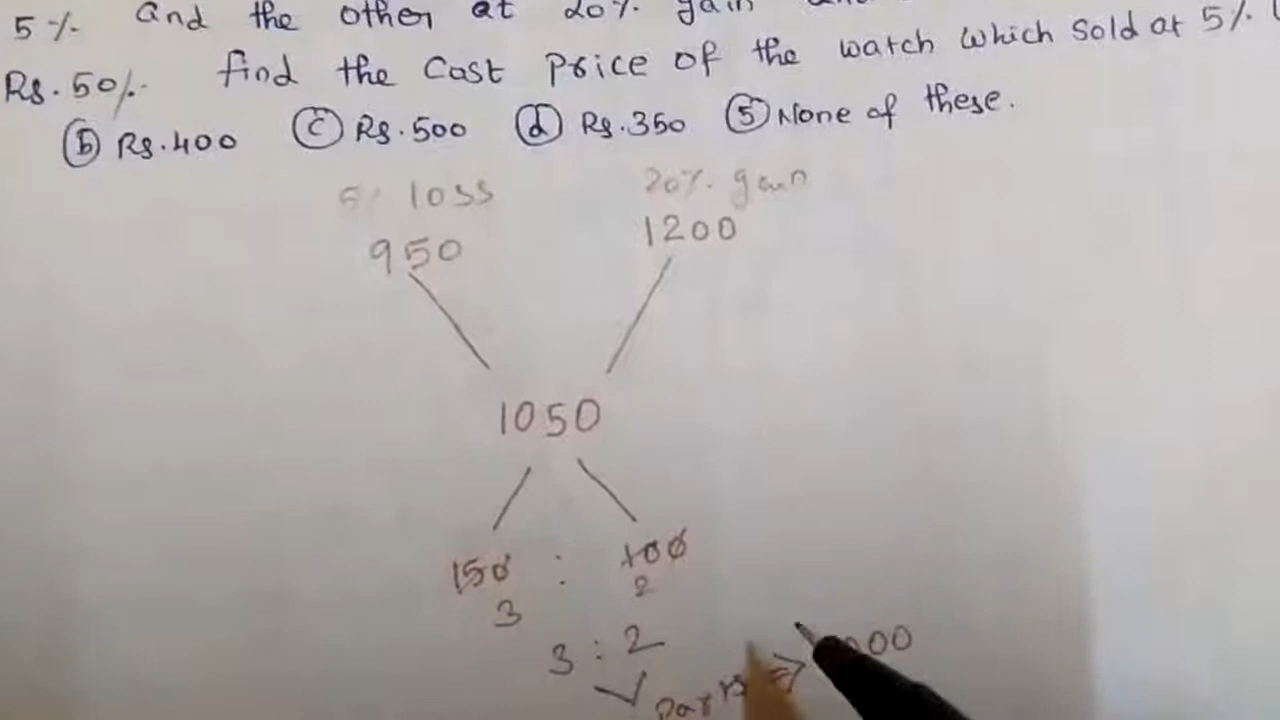 5% and the other at 20% gain
Rs. 50/- find the cost price of the watch which sold at 5%
(b) Rs. 400 (c) Rs. 500 (d) Rs. 350 (5) None of these.
5% loss 20% gain
950 1200
1050
150 : 100
3 2
3 : 2
Parts ⇒ 000